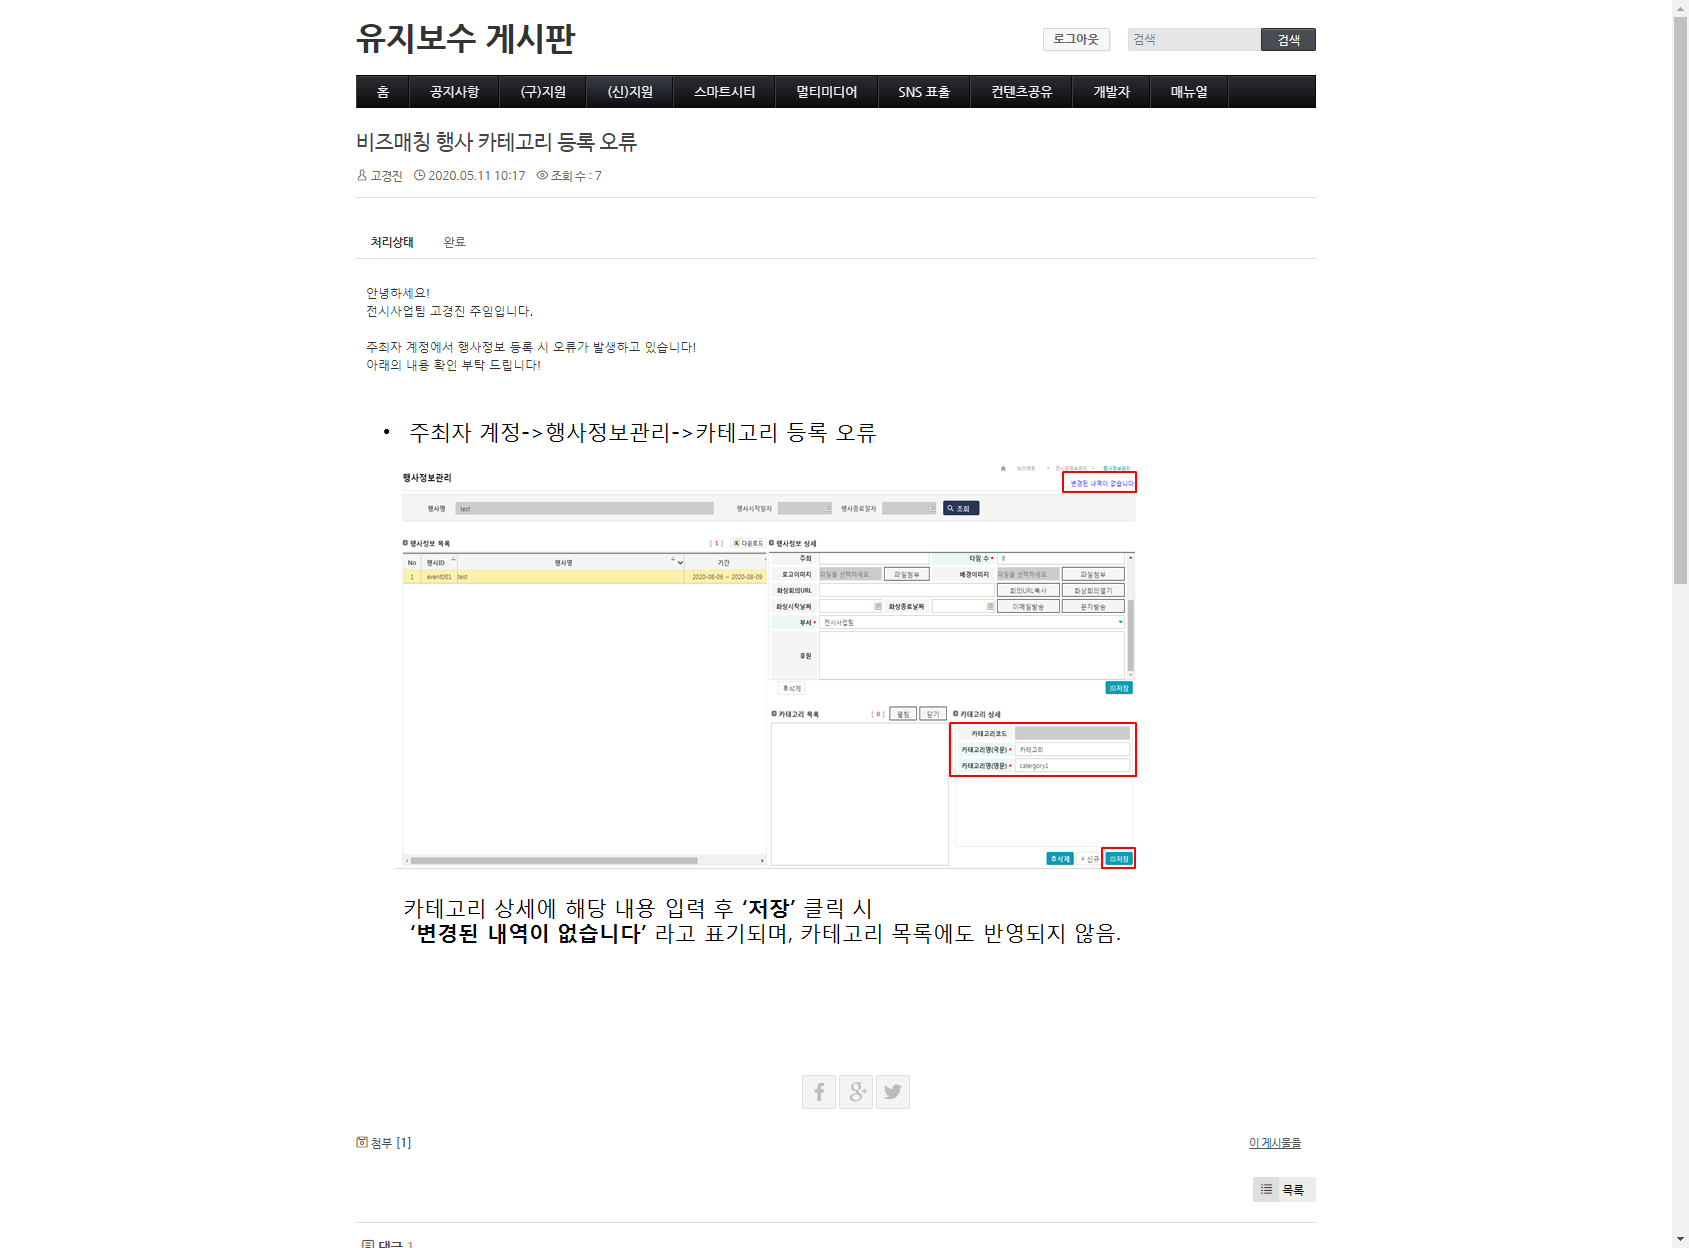 유지보수 게시판
로그아웃
검색
검색
홈 공지사항 (구)지원 (신)지원 스마트시티 멀티미디어 SNS 표출 컨텐츠공유 개발자 매뉴얼
비즈매칭 행사 카테고리 등록 오류
고경진 2020.05.11 10:17 조회 수 : 7
처리상태 완료
안녕하세요!
전시사업팀 고경진 주임입니다.
주최자 계정에서 행사정보 등록 시 오류가 발생하고 있습니다!
아래의 내용 확인 부탁 드립니다!
• 주최자 계정->행사정보관리->카테고리 등록 오류
비즈매칭 > 전시회정보관리 > 행사정보관리
행사정보관리
변경된 내역이 없습니다
행사명 test 행사시작일자 행사종료일자 조회
행사정보 목록 [ 1 ] 다운로드
No 행사ID 행사명 기간
1 event001 test 2020-08-06 ~ 2020-08-09
행사정보 상세
주최 타임 수 • 8
로고이미지 파일을 선택하세요. 파일첨부 배경이미지 파일을 선택하세요. 파일첨부
화상회의URL 회의URL복사 화상회의열기
화상시작날짜 화상종료날짜 이메일발송 문자발송
부서 • 전시사업팀
후원
삭제 저장
카테고리 목록 [ 0 ] 펼침 닫기
카테고리 상세
카테고리코드
카테고리명(국문) • 카테고리
카테고리명(영문) • catergory1
삭제 + 신규 저장
카테고리 상세에 해당 내용 입력 후 ‘저장’ 클릭 시
‘변경된 내역이 없습니다’ 라고 표기되며, 카테고리 목록에도 반영되지 않음.
첨부 [1]
이 게시물을
목록
댓글 1